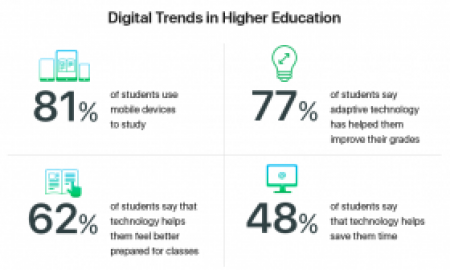 Digital Trends in Higher Education
81%
of students use
mobile devices
to study
77%
of students say
adaptive technology
has helped them
improve their grades
62%
of students say that
technology helps
them feel better
prepared for classes
48%
of students say
that technology helps
save them time